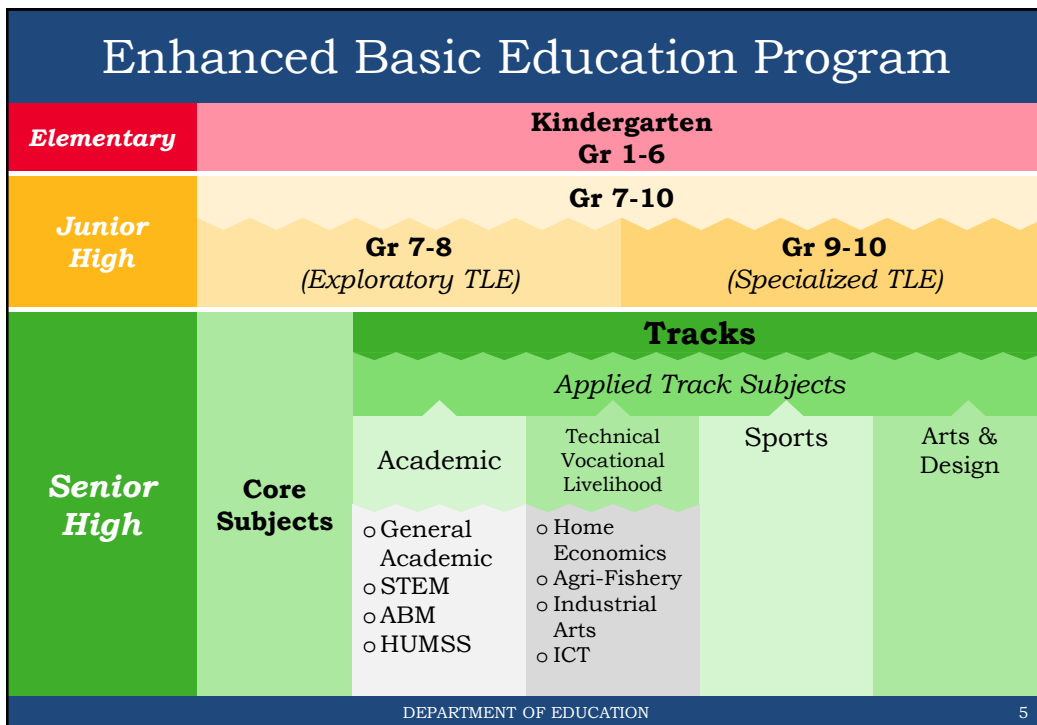 Enhanced Basic Education Program
Elementary
Kindergarten
Gr 1-6
Junior
High
Gr 7-10
Gr 7-8
(Exploratory TLE)
Gr 9-10
(Specialized TLE)
Senior
High
Core
Subjects
Tracks
Applied Track Subjects
Academic
o General
Academic
o STEM
o ABM
o HUMSS
Technical
Vocational
Livelihood
o Home
Economics
o Agri-Fishery
o Industrial
Arts
o ICT
Sports
Arts &
Design
DEPARTMENT OF EDUCATION
5